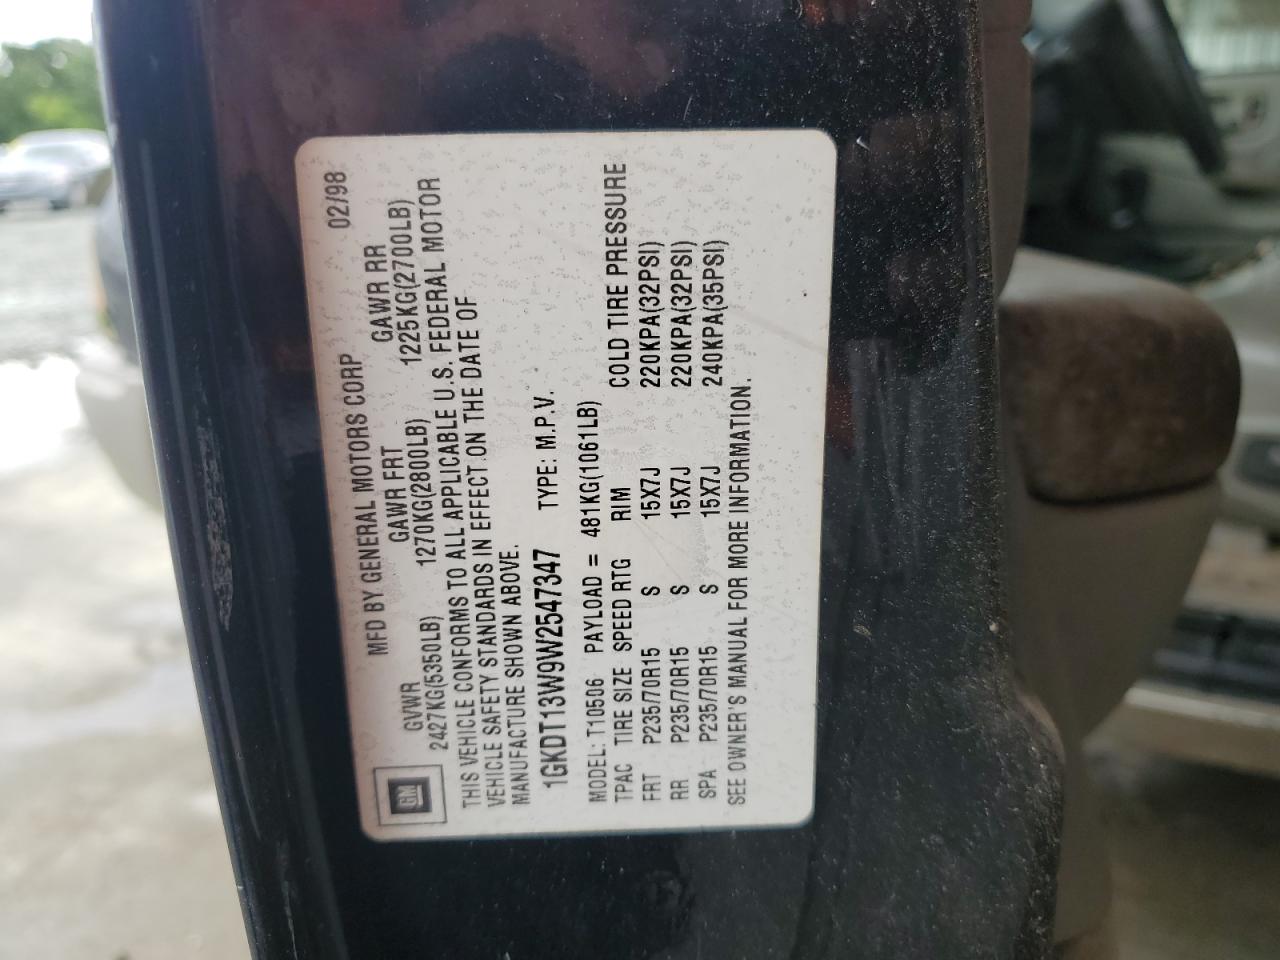 MFD BY GENERAL MOTORS CORP 02/98
GM
GVWR GAWR FRT GAWR RR
2427KG(5350LB) 1270KG(2800LB) 1225KG(2700LB)
THIS VEHICLE CONFORMS TO ALL APPLICABLE U.S. FEDERAL MOTOR
VEHICLE SAFETY STANDARDS IN EFFECT ON THE DATE OF
MANUFACTURE SHOWN ABOVE.
1GKDT13W9W2547347 TYPE: M.P.V.
MODEL: T10506 PAYLOAD = 481KG(1061LB)
TPAC TIRE SIZE SPEED RTG RIM COLD TIRE PRESSURE
FRT P235/70R15 S 15X7J 220KPA(32PSI)
RR P235/70R15 S 15X7J 220KPA(32PSI)
SPA P235/70R15 S 15X7J 240KPA(35PSI)
SEE OWNER'S MANUAL FOR MORE INFORMATION.